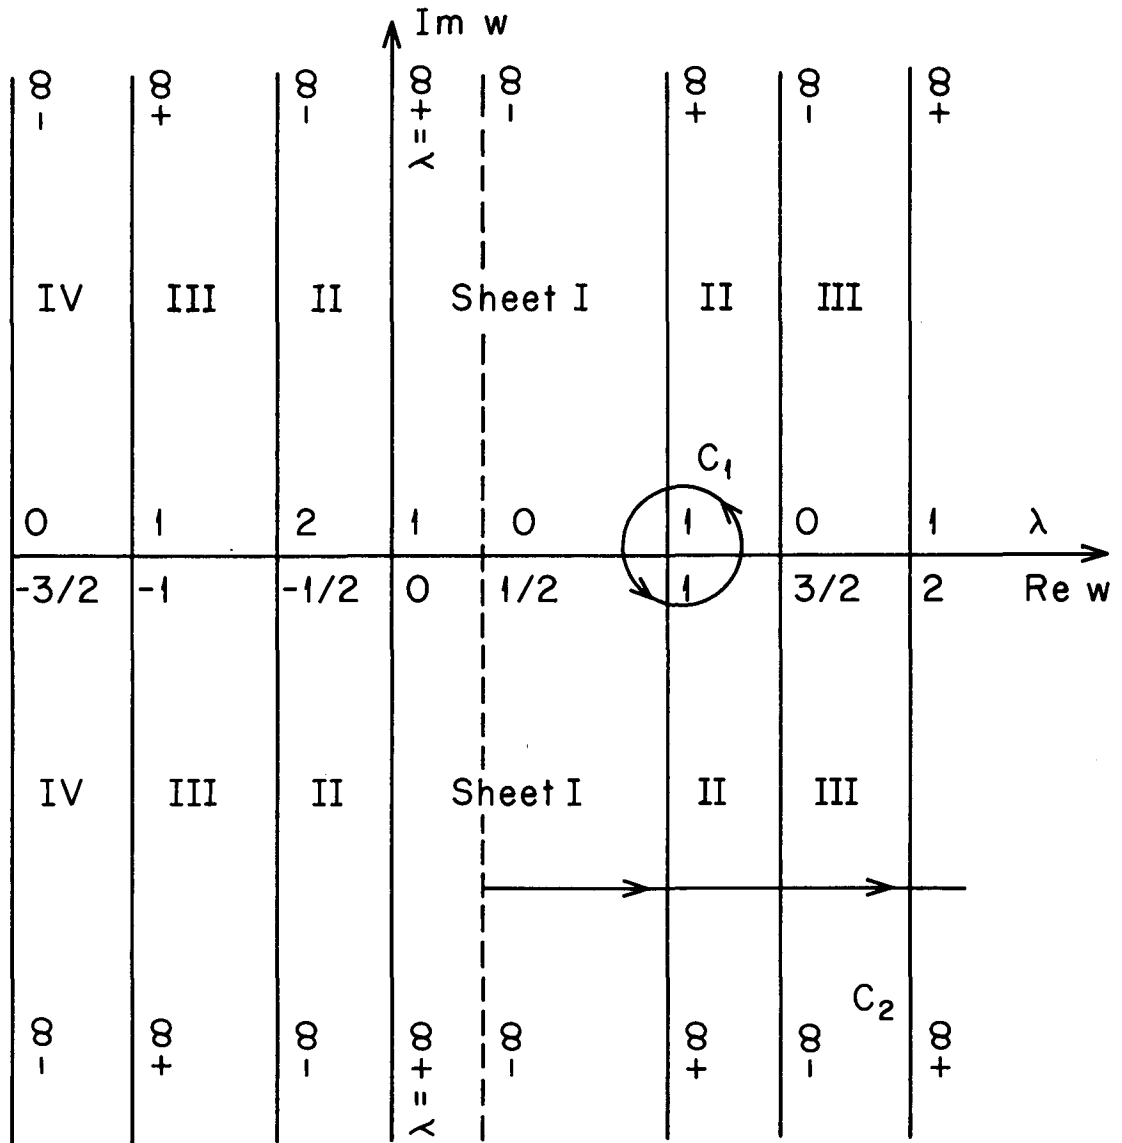 Im w
-∞ +∞ -∞ λ=+∞ -∞ +∞ -∞ +∞
IV III II Sheet I II III
C₁
0 1 2 1 0 1 0 1 λ
-3/2 -1 -1/2 0 1/2 1 3/2 2 Re w
IV III II Sheet I II III
C₂
-∞ +∞ -∞ λ=+∞ -∞ +∞ -∞ +∞